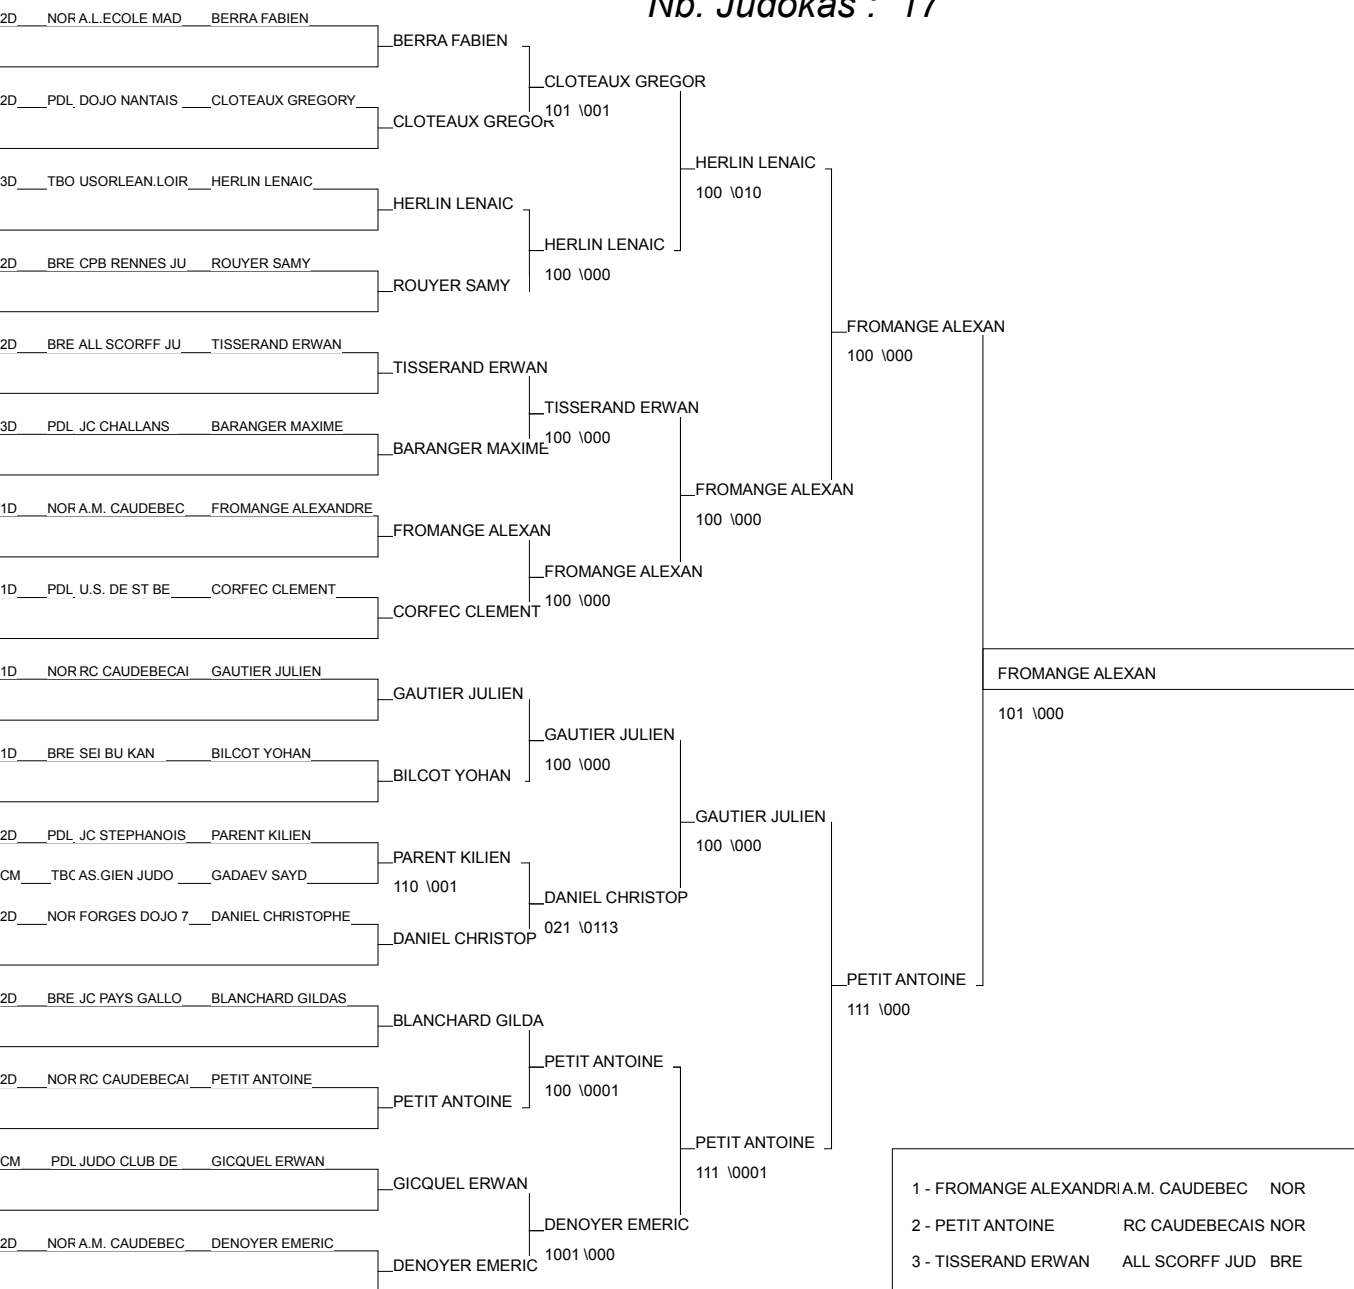 Nb. Judokas : 17
2D NOR A.L.ECOLE MAD BERRA FABIEN
BERRA FABIEN
CLOTEAUX GREGOR
101 \001
2D PDL DOJO NANTAIS CLOTEAUX GREGORY
CLOTEAUX GREGOR
HERLIN LENAIC
100 \010
3D TBO USORLEAN.LOIR HERLIN LENAIC
HERLIN LENAIC
HERLIN LENAIC
100 \000
2D BRE CPB RENNES JU ROUYER SAMY
ROUYER SAMY
FROMANGE ALEXAN
100 \000
2D BRE ALL SCORFF JU TISSERAND ERWAN
TISSERAND ERWAN
TISSERAND ERWAN
100 \000
3D PDL JC CHALLANS BARANGER MAXIME
BARANGER MAXIME
FROMANGE ALEXAN
100 \000
1D NOR A.M. CAUDEBEC FROMANGE ALEXANDRE
FROMANGE ALEXAN
FROMANGE ALEXAN
100 \000
1D PDL U.S. DE ST BE CORFEC CLEMENT
CORFEC CLEMENT
FROMANGE ALEXAN
101 \000
1D NOR RC CAUDEBECAI GAUTIER JULIEN
GAUTIER JULIEN
GAUTIER JULIEN
100 \000
1D BRE SEI BU KAN BILCOT YOHAN
BILCOT YOHAN
GAUTIER JULIEN
100 \000
2D PDL JC STEPHANOIS PARENT KILIEN
PARENT KILIEN
110 \001
CM TBO AS.GIEN JUDO GADAEV SAYD
DANIEL CHRISTOP
021 \0113
2D NOR FORGES DOJO 7 DANIEL CHRISTOPHE
DANIEL CHRISTOP
PETIT ANTOINE
111 \000
2D BRE JC PAYS GALLO BLANCHARD GILDAS
BLANCHARD GILDA
PETIT ANTOINE
100 \0001
2D NOR RC CAUDEBECAI PETIT ANTOINE
PETIT ANTOINE
PETIT ANTOINE
111 \0001
CM PDL JUDO CLUB DE GICQUEL ERWAN
GICQUEL ERWAN
DENOYER EMERIC
1001 \000
2D NOR A.M. CAUDEBEC DENOYER EMERIC
DENOYER EMERIC
1 - FROMANGE ALEXANDRI A.M. CAUDEBEC NOR
2 - PETIT ANTOINE RC CAUDEBECAIS NOR
3 - TISSERAND ERWAN ALL SCORFF JUD BRE